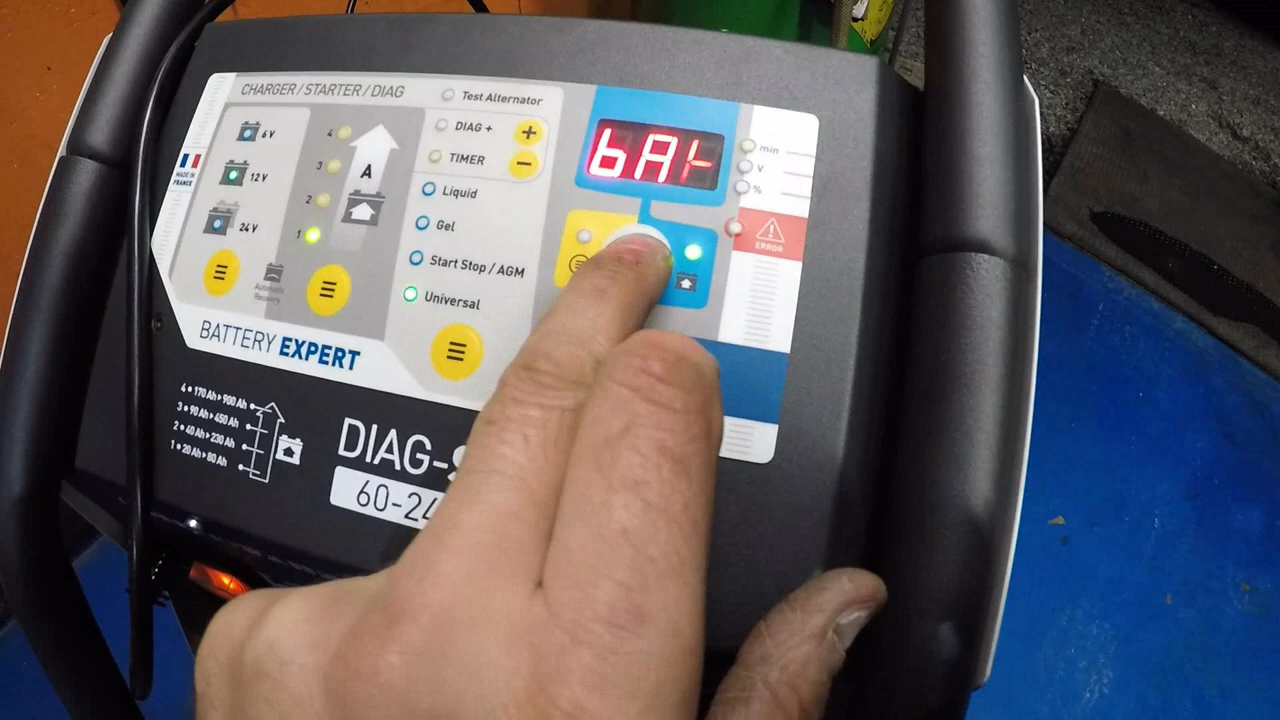 CHARGER / STARTER / DIAG
6 V
12 V
24 V
MADE IN
FRANCE
Automatic
Recovery
4
3
2
1
A
Test Alternator
DIAG +
+
TIMER
−
Liquid
Gel
Start Stop / AGM
Universal
min
V
%
ERROR
BATTERY EXPERT
4 • 170 Ah ▸ 900 Ah
3 • 90 Ah ▸ 450 Ah
2 • 40 Ah ▸ 230 Ah
1 • 20 Ah ▸ 80 Ah
DIAG-
60-24